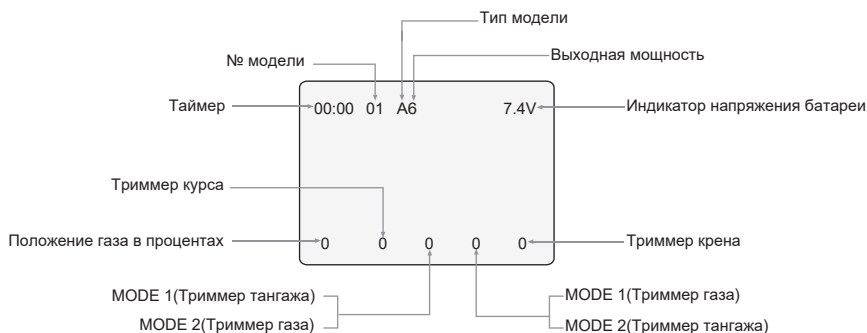 Тип модели
Выходная мощность
№ модели
Таймер
00:00 01 A6 7.4V
Индикатор напряжения батареи
Триммер курса
Положение газа в процентах
0 0 0 0 0
Триммер крена
MODE 1(Триммер тангажа)
MODE 2(Триммер газа)
MODE 1(Триммер газа)
MODE 2(Триммер тангажа)